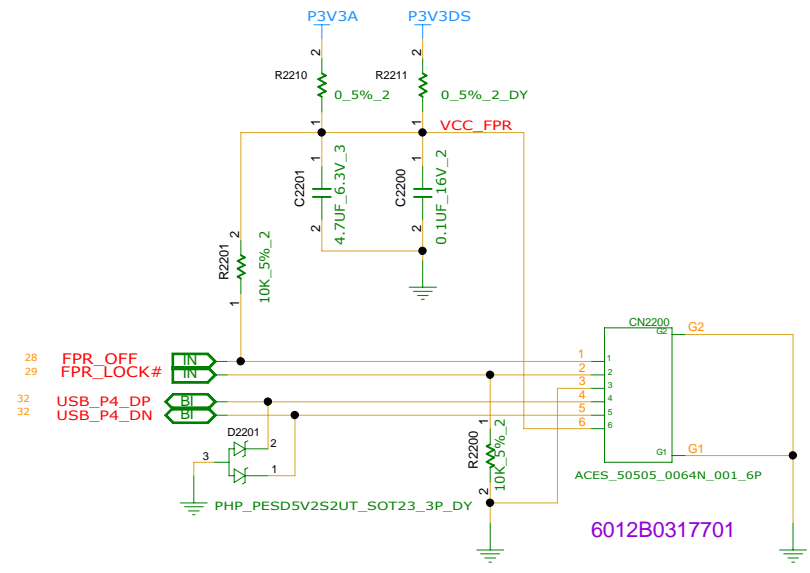 P3V3A P3V3DS
2 2
R2210 R2211
0_5%_2 0_5%_2_DY
1 1
VCC_FPR
1 1
C2201 4.7UF_6.3V_3 C2200 0.1UF_16V_2
2 2
2
R2201 10K_5%_2
1
CN2200
G2 G2
28 FPR_OFF IN 1 1
29 FPR_LOCK# IN 2 2
3 3
32 USB_P4_DP BI 4 4
32 USB_P4_DN BI 5 5
6 6
D2201
2
3
1
1
R2200 10K_5%_2
2
G1 G1
ACES_50505_0064N_001_6P
PHP_PESD5V2S2UT_SOT23_3P_DY
6012B0317701